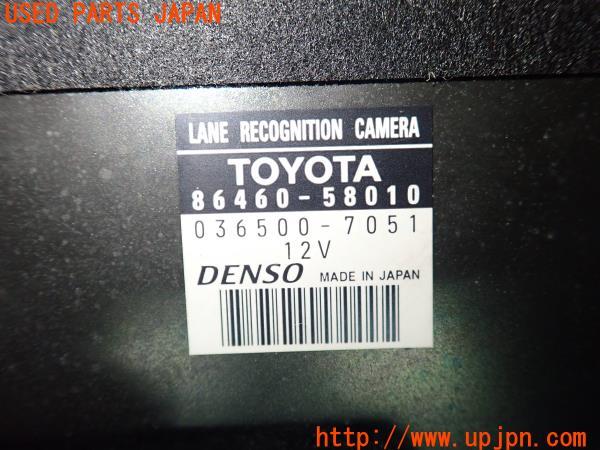 USED PARTS JAPAN
LANE RECOGNITION CAMERA
TOYOTA
86460-58010
036500-7051
12V
DENSO MADE IN JAPAN
UPJ
http://www.upjpn.com